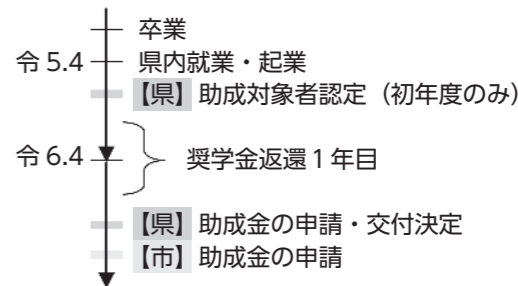 卒業
令5.4 県内就業・起業
【県】助成対象者認定（初年度のみ）
令6.4 奨学金返還1年目
【県】助成金の申請・交付決定
【市】助成金の申請